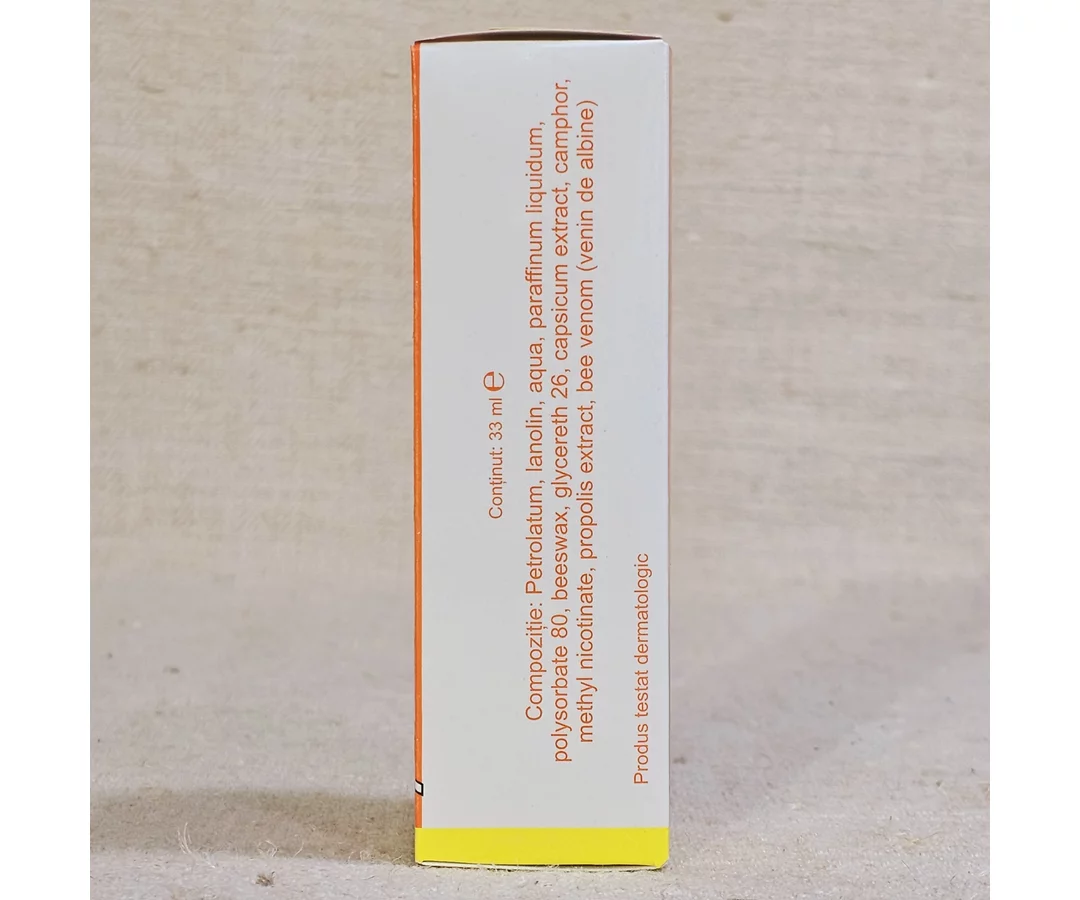 Conținut: 33 ml ℮
Compoziție: Petrolatum, lanolin, aqua, paraffinum liquidum,
polysorbate 80, beeswax, glycereth 26, capsicum extract, camphor,
methyl nicotinate, propolis extract, bee venom (venin de albine)
Produs testat dermatologic